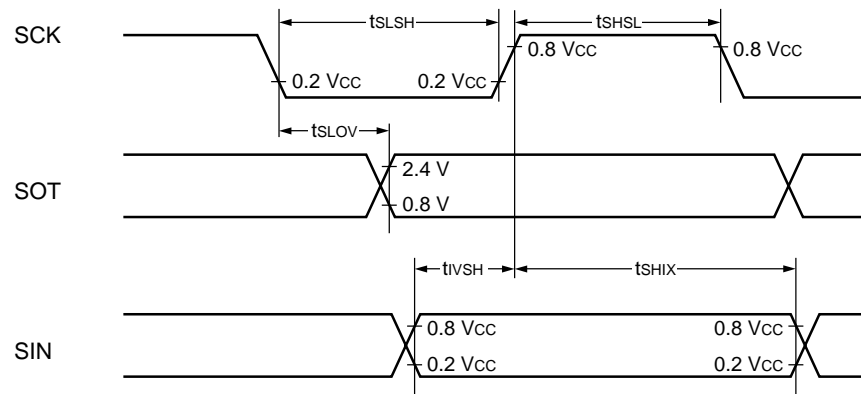 tSLSH tSHSL
SCK
0.8 VCC 0.8 VCC
0.2 VCC 0.2 VCC
tSLOV
SOT
2.4 V
0.8 V
tIVSH tSHIX
0.8 VCC 0.8 VCC
SIN
0.2 VCC 0.2 VCC